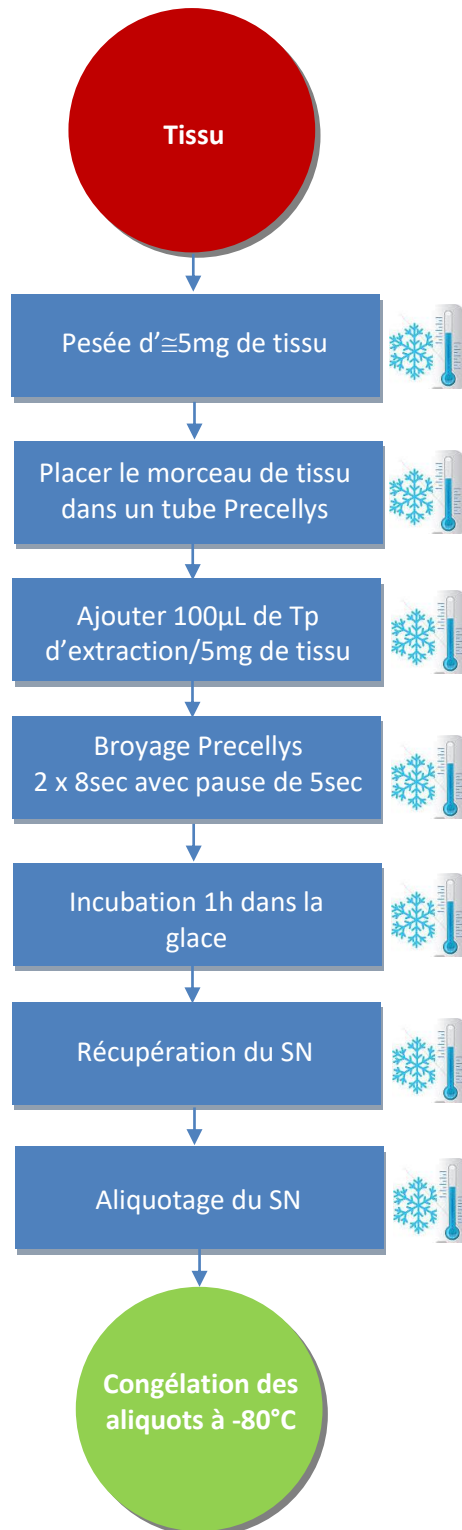 Tissu
Pesée d'≅5mg de tissu
Placer le morceau de tissu
dans un tube Precellys
Ajouter 100µL de Tp
d'extraction/5mg de tissu
Broyage Precellys
2 x 8sec avec pause de 5sec
Incubation 1h dans la
glace
Récupération du SN
Aliquotage du SN
Congélation des
aliquots à -80°C